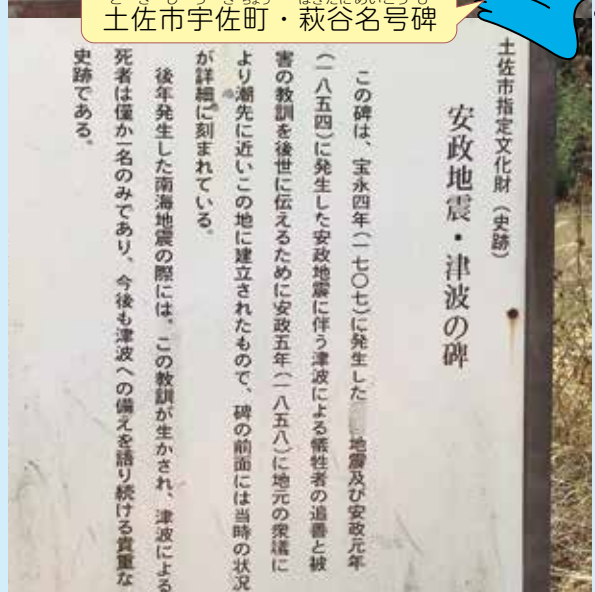 土佐市宇佐町・萩谷名号碑
土佐市指定文化財（史跡）
安政地震・津波の碑
この碑は、宝永四年(一七〇七)に発生した 地震及び安政元年
(一八五四)に発生した安政地震に伴う津波による犠牲者の追善と被
害の教訓を後世に伝えるために安政五年(一八五八)に地元の衆議に
より潮先に近いこの地に建立されたもので、碑の前面には当時の状況
が詳細に刻まれている。
後年発生した南海地震の際には、この教訓が生かされ、津波による
死者は僅か一名のみであり、今後も津波への備えを語り続ける貴重な
史跡である。